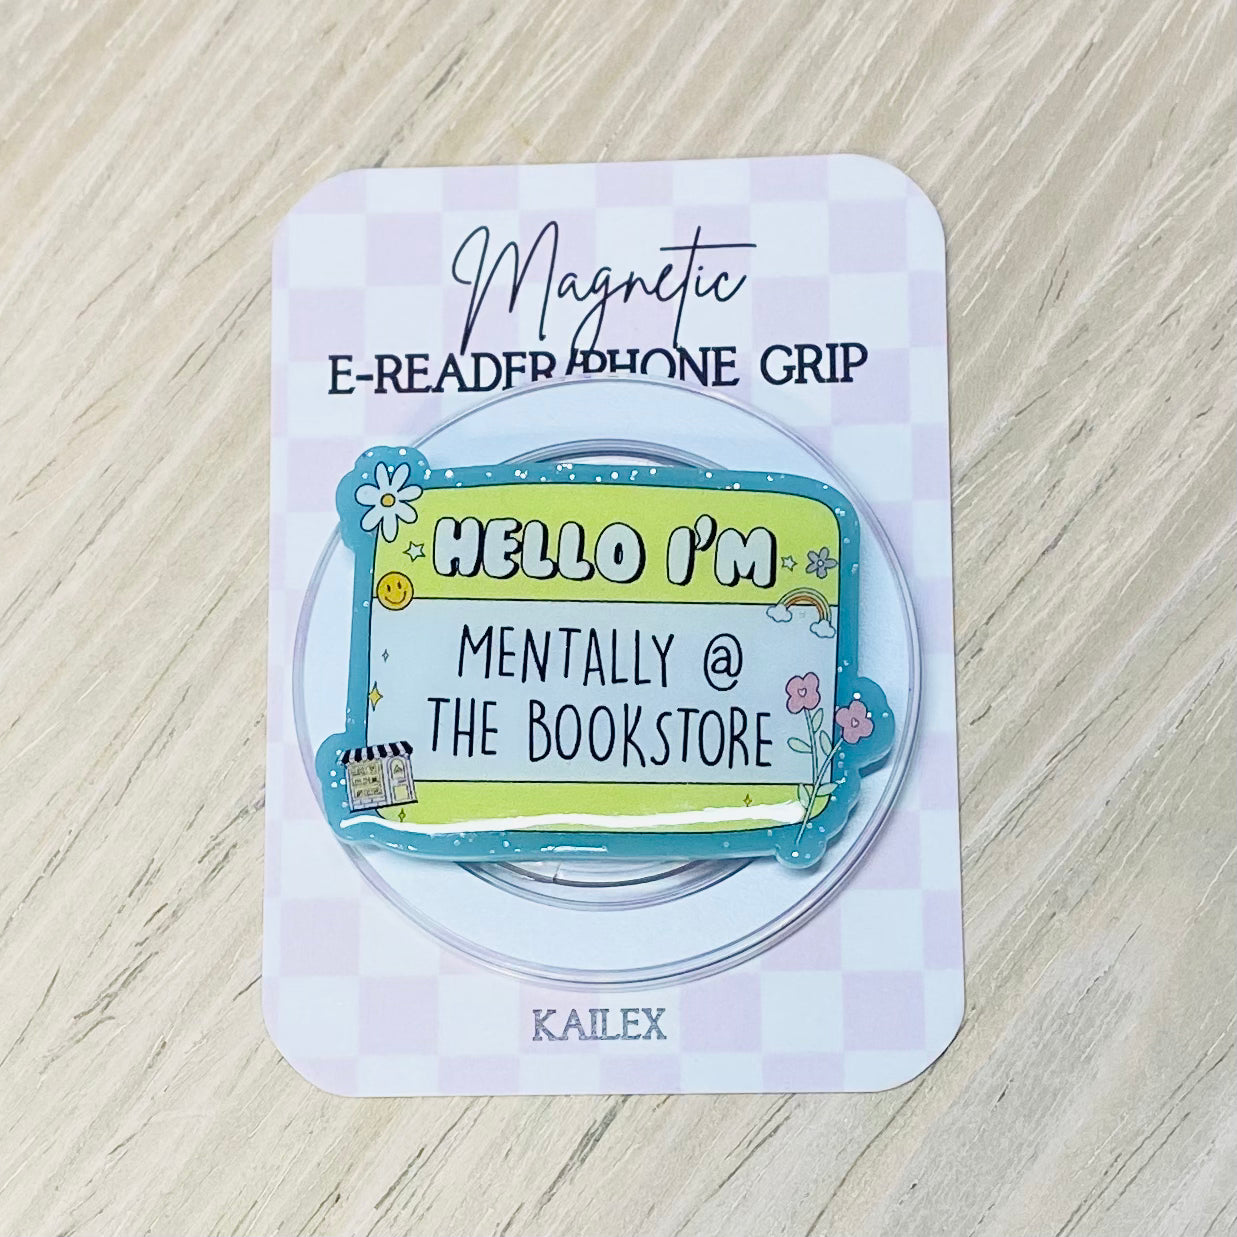 Magnetic
E-READER/PHONE GRIP
HELLO I'M
MENTALLY @
THE BOOKSTORE
KAILEX